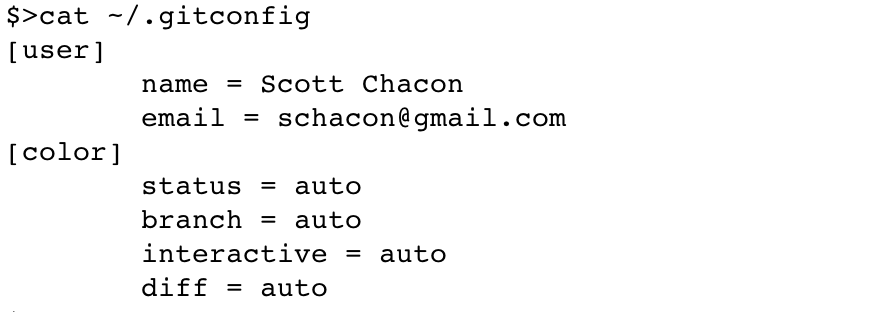 $>cat ~/.gitconfig
[user]
name = Scott Chacon
email = schacon@gmail.com
[color]
status = auto
branch = auto
interactive = auto
diff = auto